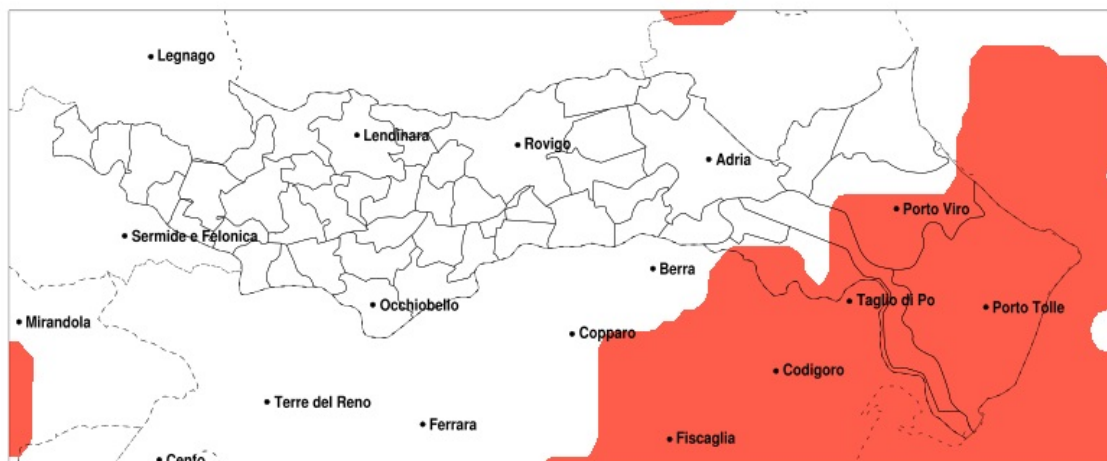 Legnago
Lendinara
Rovigo
Adria
Porto Viro
Sermide e Felonica
Berra
Occhiobello
Taglio di Po
Porto Tolle
Mirandola
Copparo
Codigoro
Terre del Reno
Ferrara
Fiscaglia
Cento